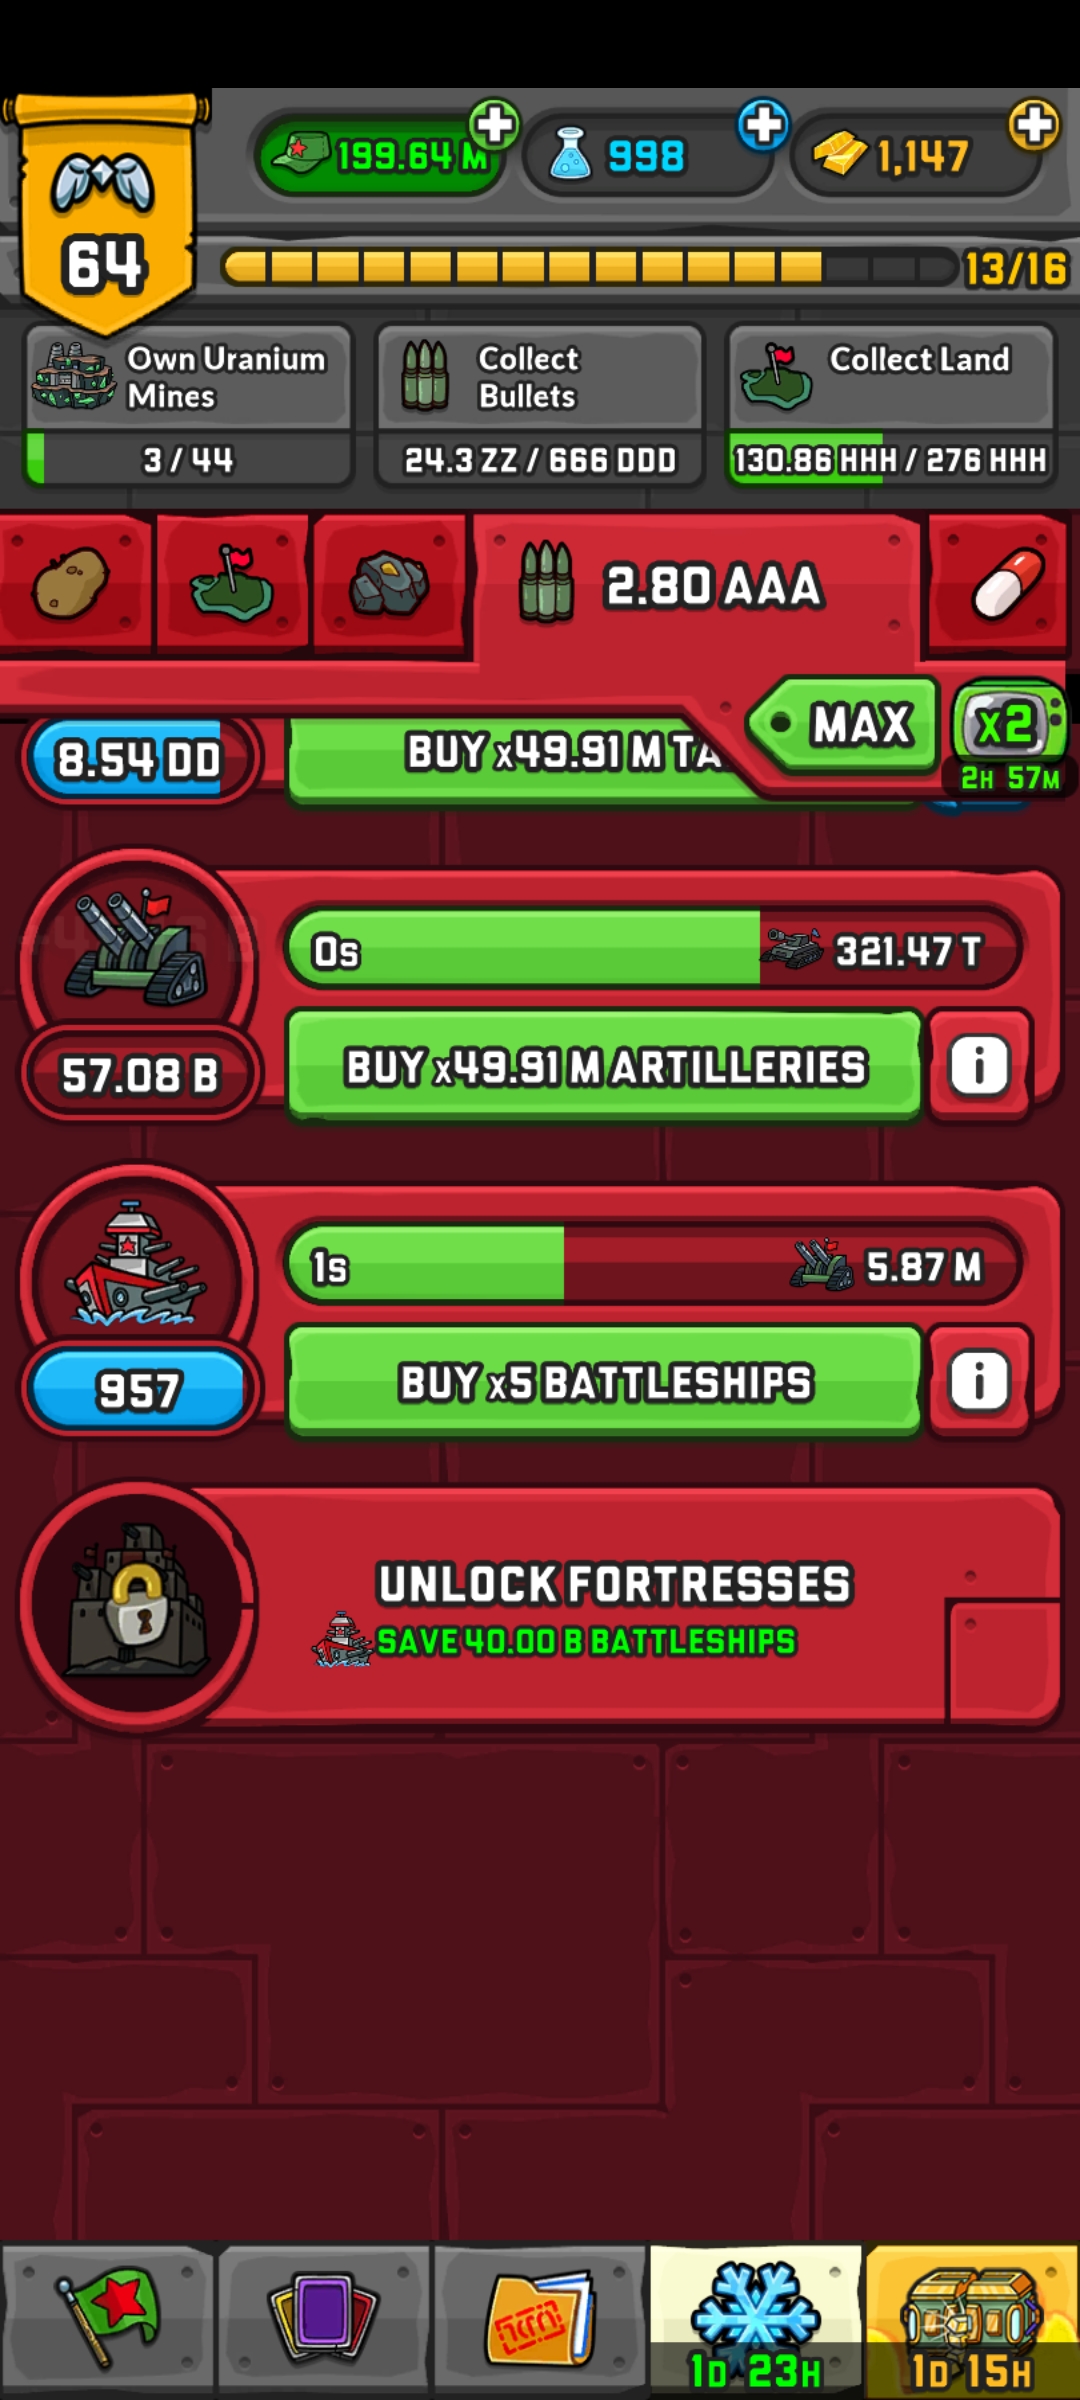 199.64 M
998
1,147
64
13/16
Own Uranium
Mines
3 / 44
Collect
Bullets
24.3 ZZ / 666 DDD
Collect Land
130.86 HHH / 276 HHH
2.80 AAA
MAX
x2
2H 57M
8.54 DD
BUY x49.91 M TA
0s
321.47 T
57.08 B
BUY x49.91 M ARTILLERIES
i
1s
5.87 M
957
BUY x5 BATTLESHIPS
i
UNLOCK FORTRESSES
SAVE 40.00 B BATTLESHIPS
1D 23H
1D 15H